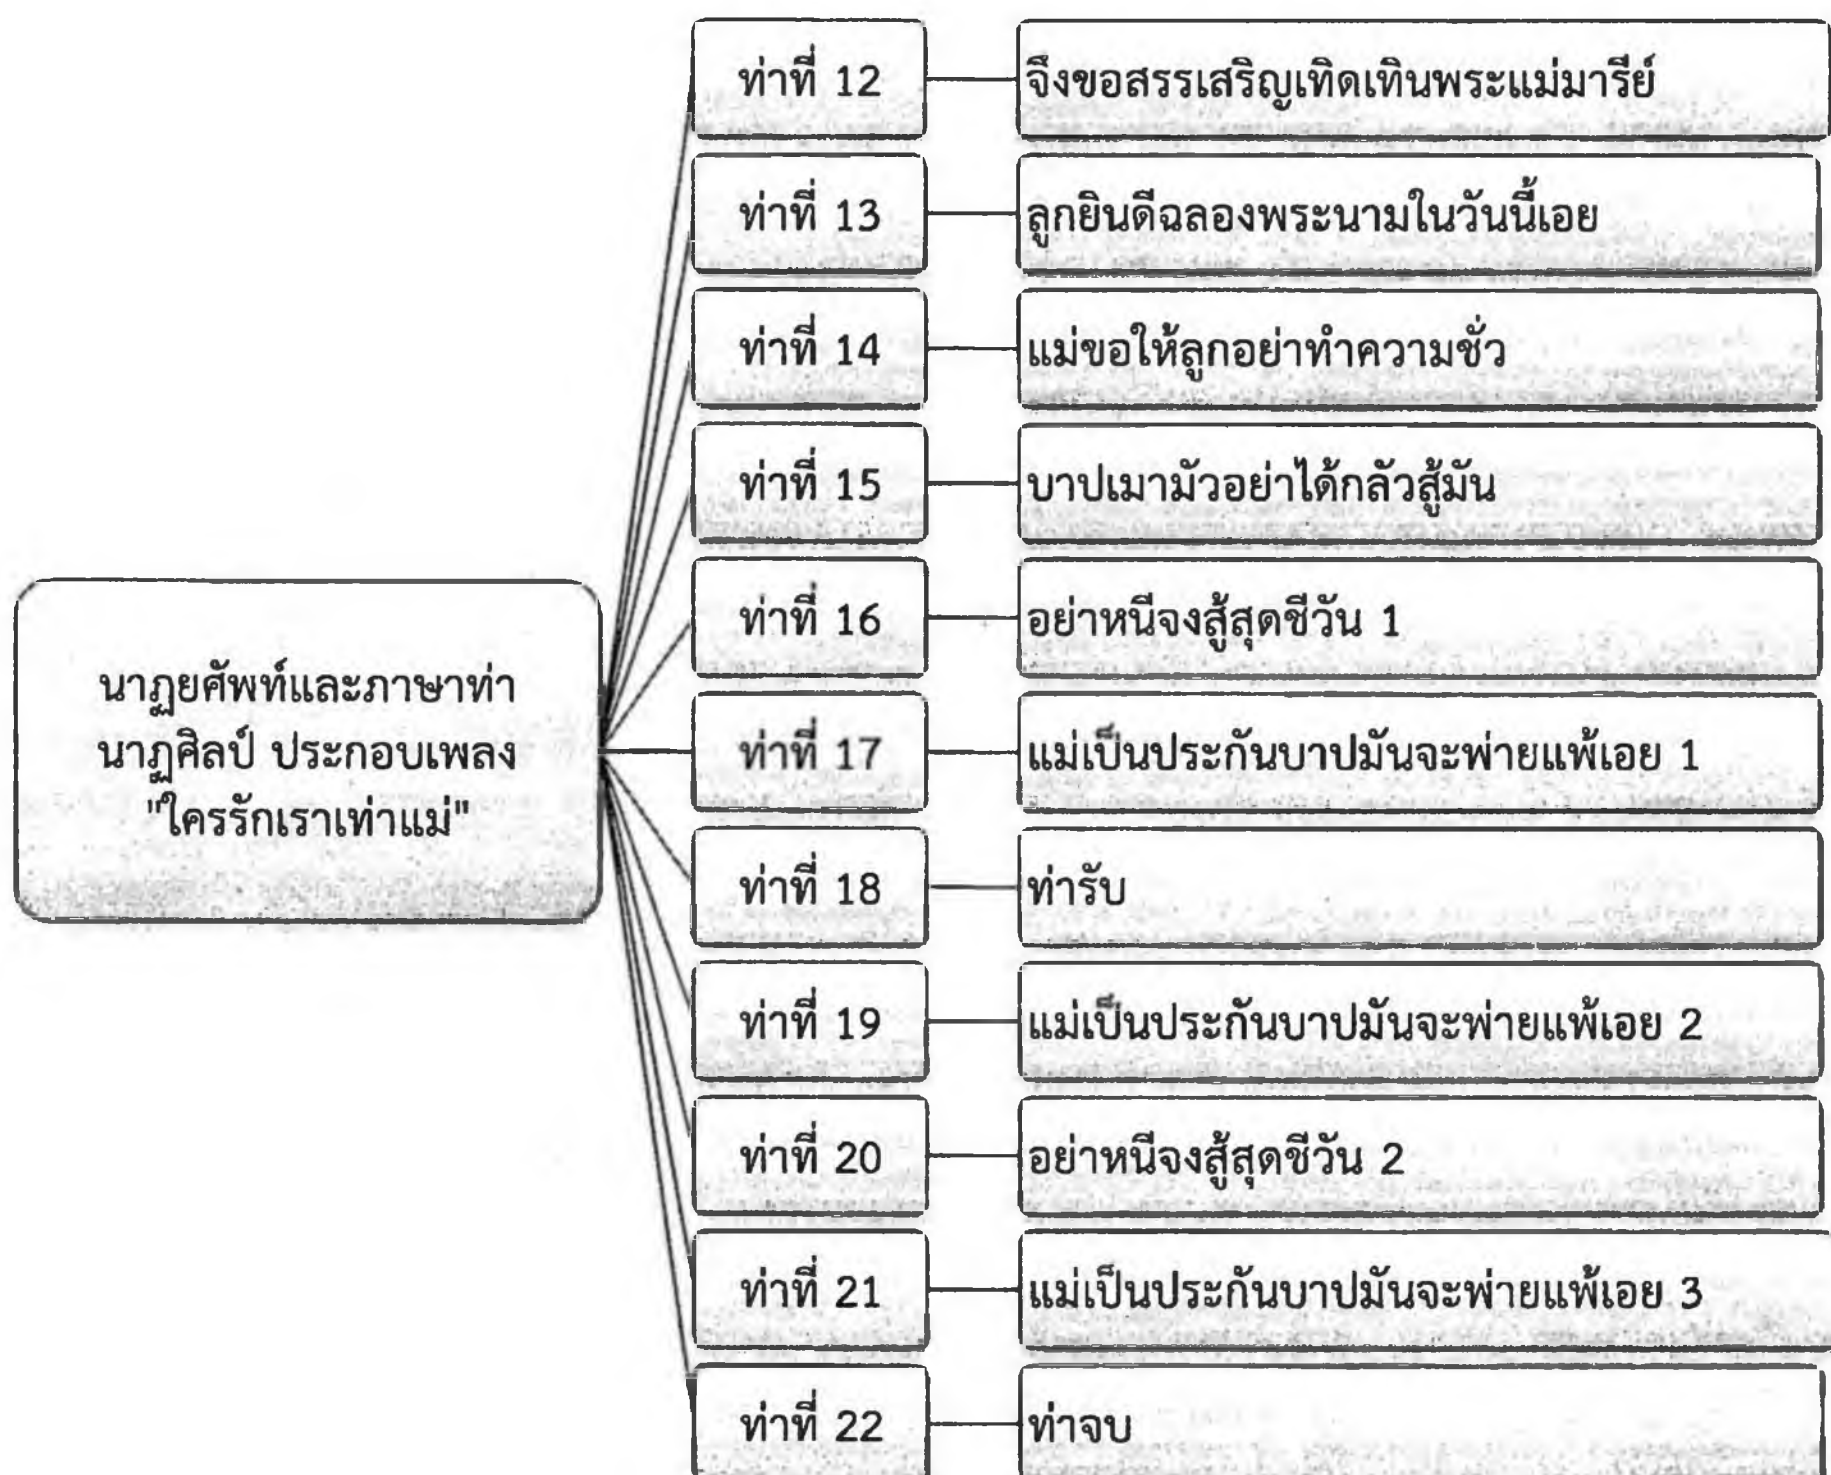 ท่าที่ 12
จึงขอสรรเสริญเทิดเทินพระแม่มารีย์
ท่าที่ 13
ลูกยินดีฉลองพระนามในวันนี้เอย
ท่าที่ 14
แม่ขอให้ลูกอย่าทำความชั่ว
ท่าที่ 15
บาปเมามัวอย่าได้กลัวสู้มัน
ท่าที่ 16
อย่าหนีจงสู้สุดชีวัน 1
นาฏยศัพท์และภาษาท่า
นาฏศิลป์ ประกอบเพลง
"ใครรักเราเท่าแม่"
ท่าที่ 17
แม่เป็นประกันบาปมันจะพ่ายแพ้เอย 1
ท่าที่ 18
ท่ารับ
ท่าที่ 19
แม่เป็นประกันบาปมันจะพ่ายแพ้เอย 2
ท่าที่ 20
อย่าหนีจงสู้สุดชีวัน 2
ท่าที่ 21
แม่เป็นประกันบาปมันจะพ่ายแพ้เอย 3
ท่าที่ 22
ท่าจบ